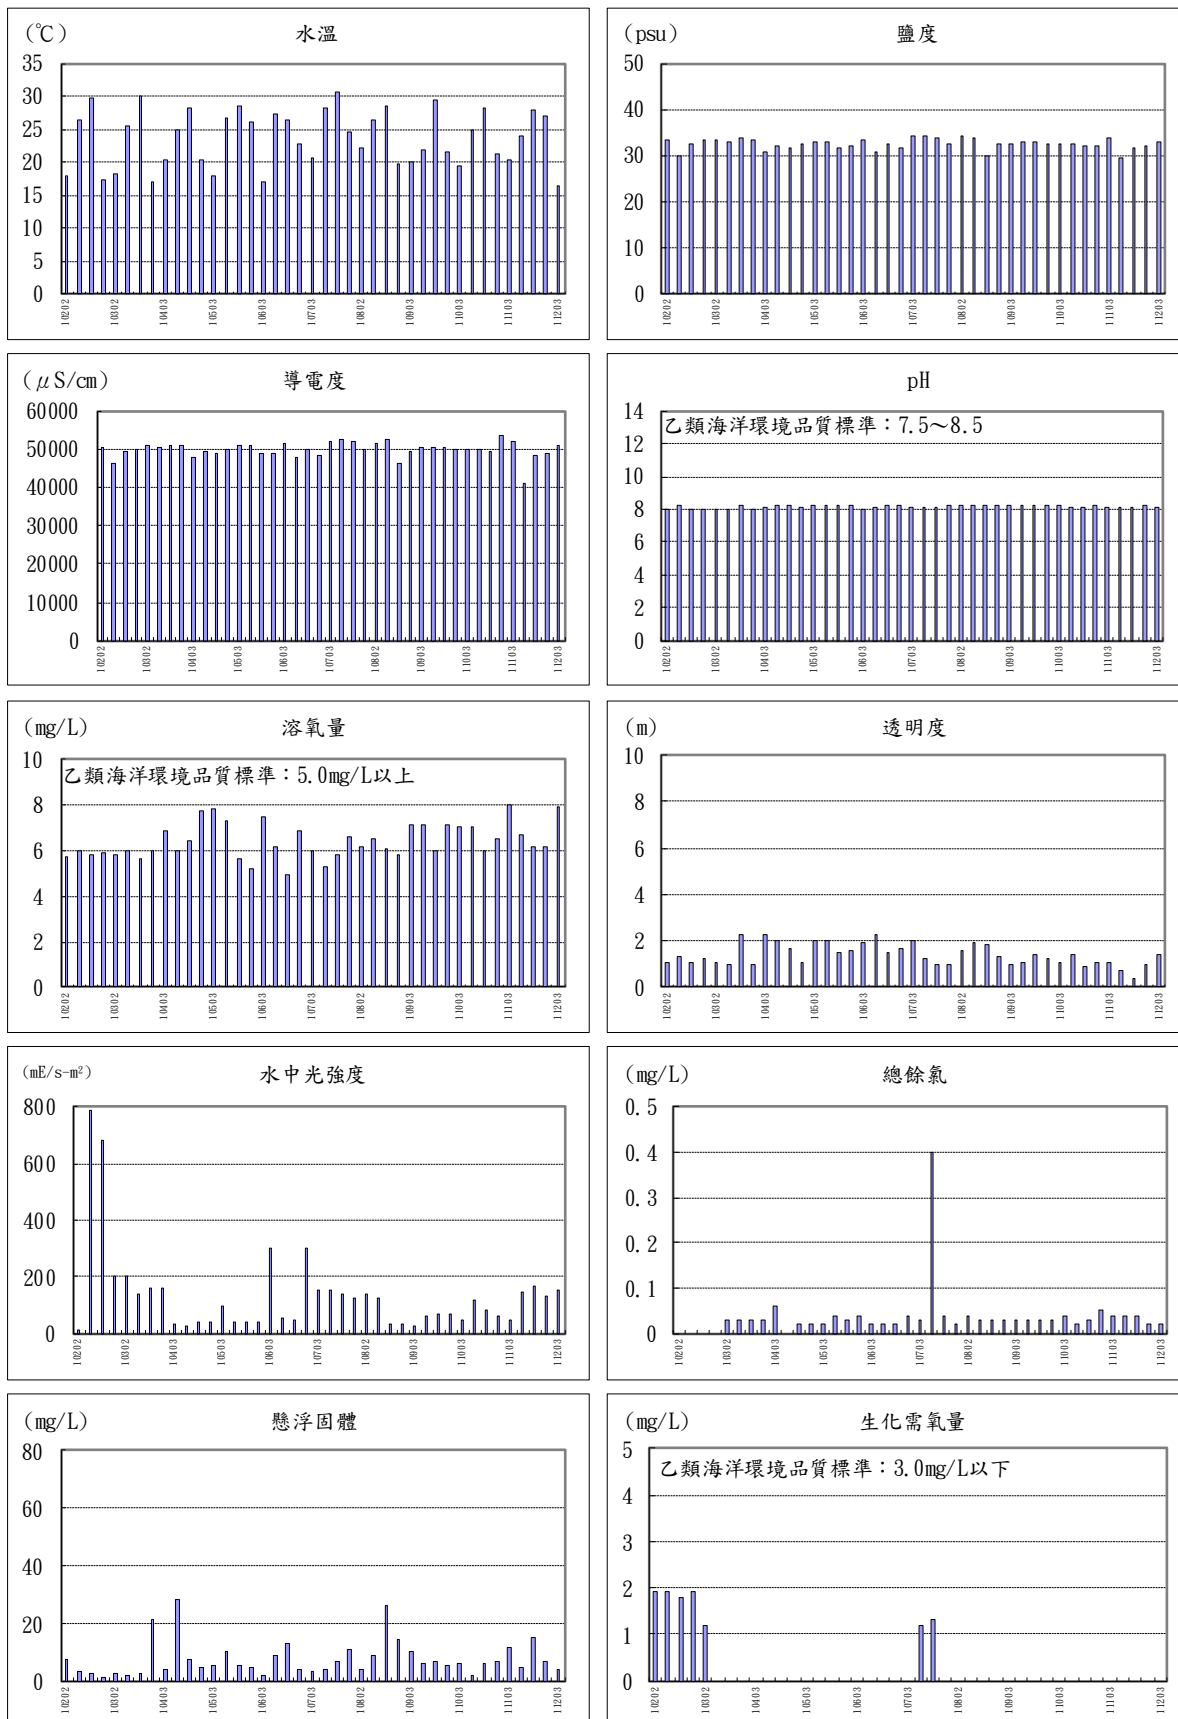 (℃) 水溫
35
30
25
20
15
10
5
0
10202 10302 10403 10503 10603 10703 10802 10903 11003 11103 11203
(psu) 鹽度
50
40
30
20
10
0
10202 10302 10403 10503 10603 10703 10802 10903 11003 11103 11203
(μS/cm) 導電度
60000
50000
40000
30000
20000
10000
0
10202 10302 10403 10503 10603 10703 10802 10903 11003 11103 11203
pH
乙類海洋環境品質標準：7.5～8.5
14
12
10
8
6
4
2
0
10202 10302 10403 10503 10603 10703 10802 10903 11003 11103 11203
(mg/L) 溶氧量
乙類海洋環境品質標準：5.0mg/L以上
10
8
6
4
2
0
10202 10302 10403 10503 10603 10703 10802 10903 11003 11103 11203
(m) 透明度
10
8
6
4
2
0
10202 10302 10403 10503 10603 10703 10802 10903 11003 11103 11203
(mE/s-m²) 水中光強度
800
600
400
200
0
10202 10302 10403 10503 10603 10703 10802 10903 11003 11103 11203
(mg/L) 總餘氯
0.5
0.4
0.3
0.2
0.1
0
10202 10302 10403 10503 10603 10703 10802 10903 11003 11103 11203
(mg/L) 懸浮固體
80
60
40
20
0
10202 10302 10403 10503 10603 10703 10802 10903 11003 11103 11203
(mg/L) 生化需氧量
乙類海洋環境品質標準：3.0mg/L以下
5
4
3
2
1
0
10202 10302 10403 10503 10603 10703 10802 10903 11003 11103 11203